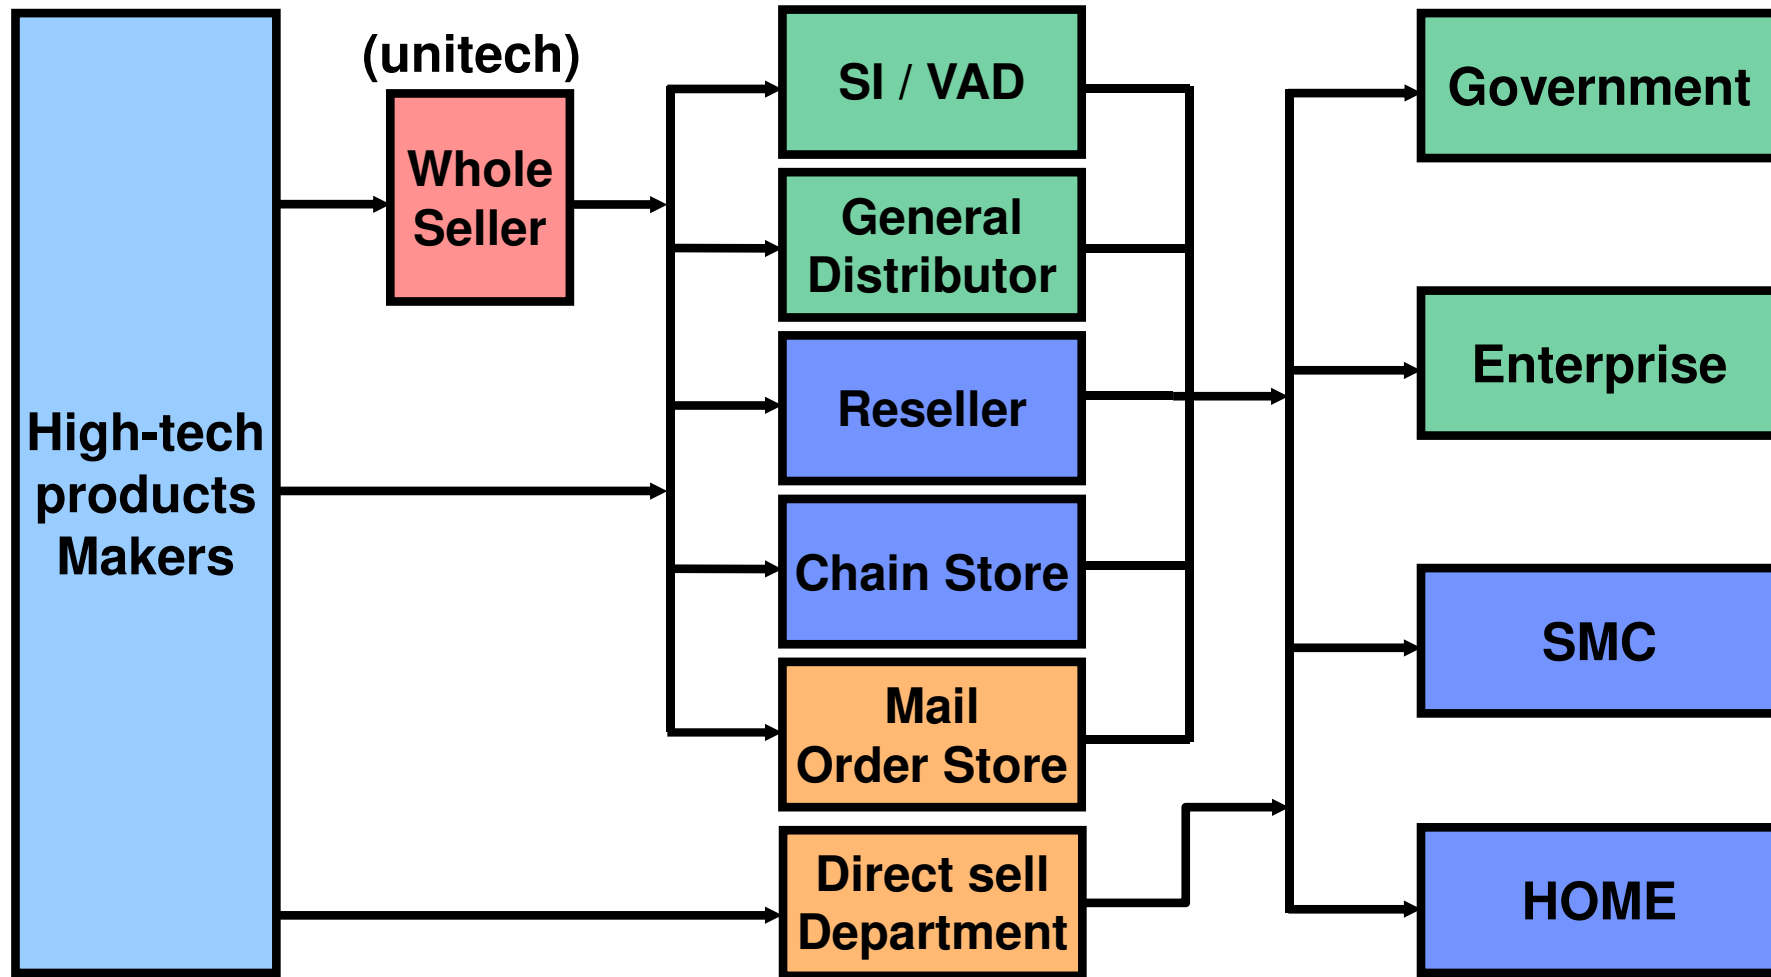 High-tech
products
Makers
(unitech)
Whole
Seller
SI / VAD
General
Distributor
Reseller
Chain Store
Mail
Order Store
Direct sell
Department
Government
Enterprise
SMC
HOME